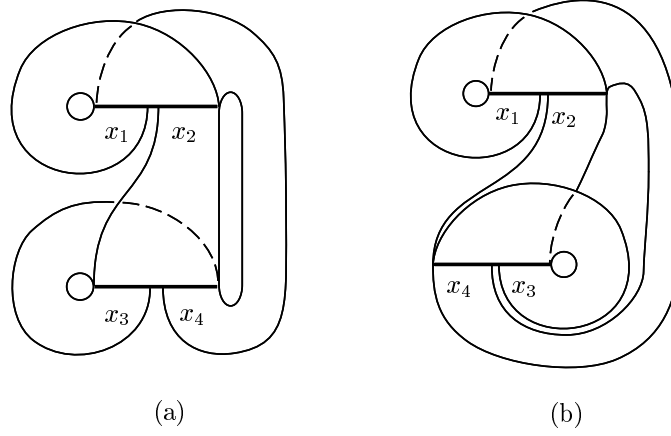 x₁ x₂ x₁ x₂
x₃ x₄ x₄ x₃
(a) (b)